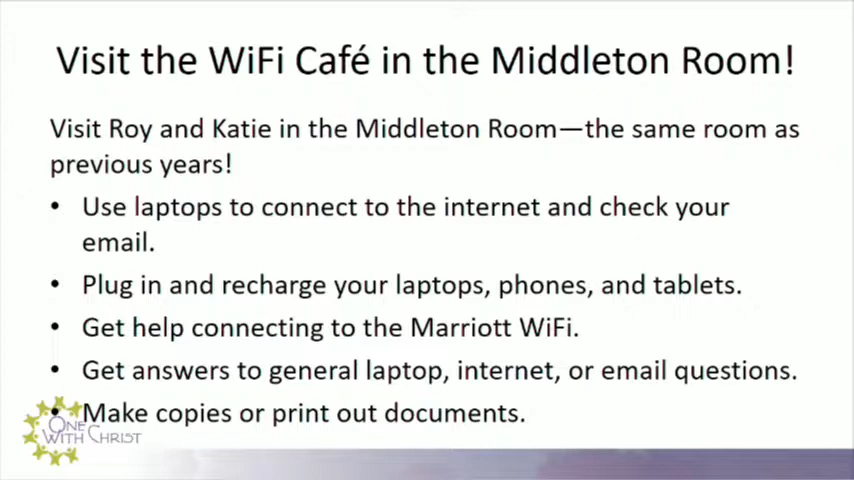 Visit the WiFi Café in the Middleton Room!
Visit Roy and Katie in the Middleton Room—the same room as
previous years!
• Use laptops to connect to the internet and check your
email.
• Plug in and recharge your laptops, phones, and tablets.
• Get help connecting to the Marriott WiFi.
• Get answers to general laptop, internet, or email questions.
• Make copies or print out documents.
ONE
WITH CHRIST